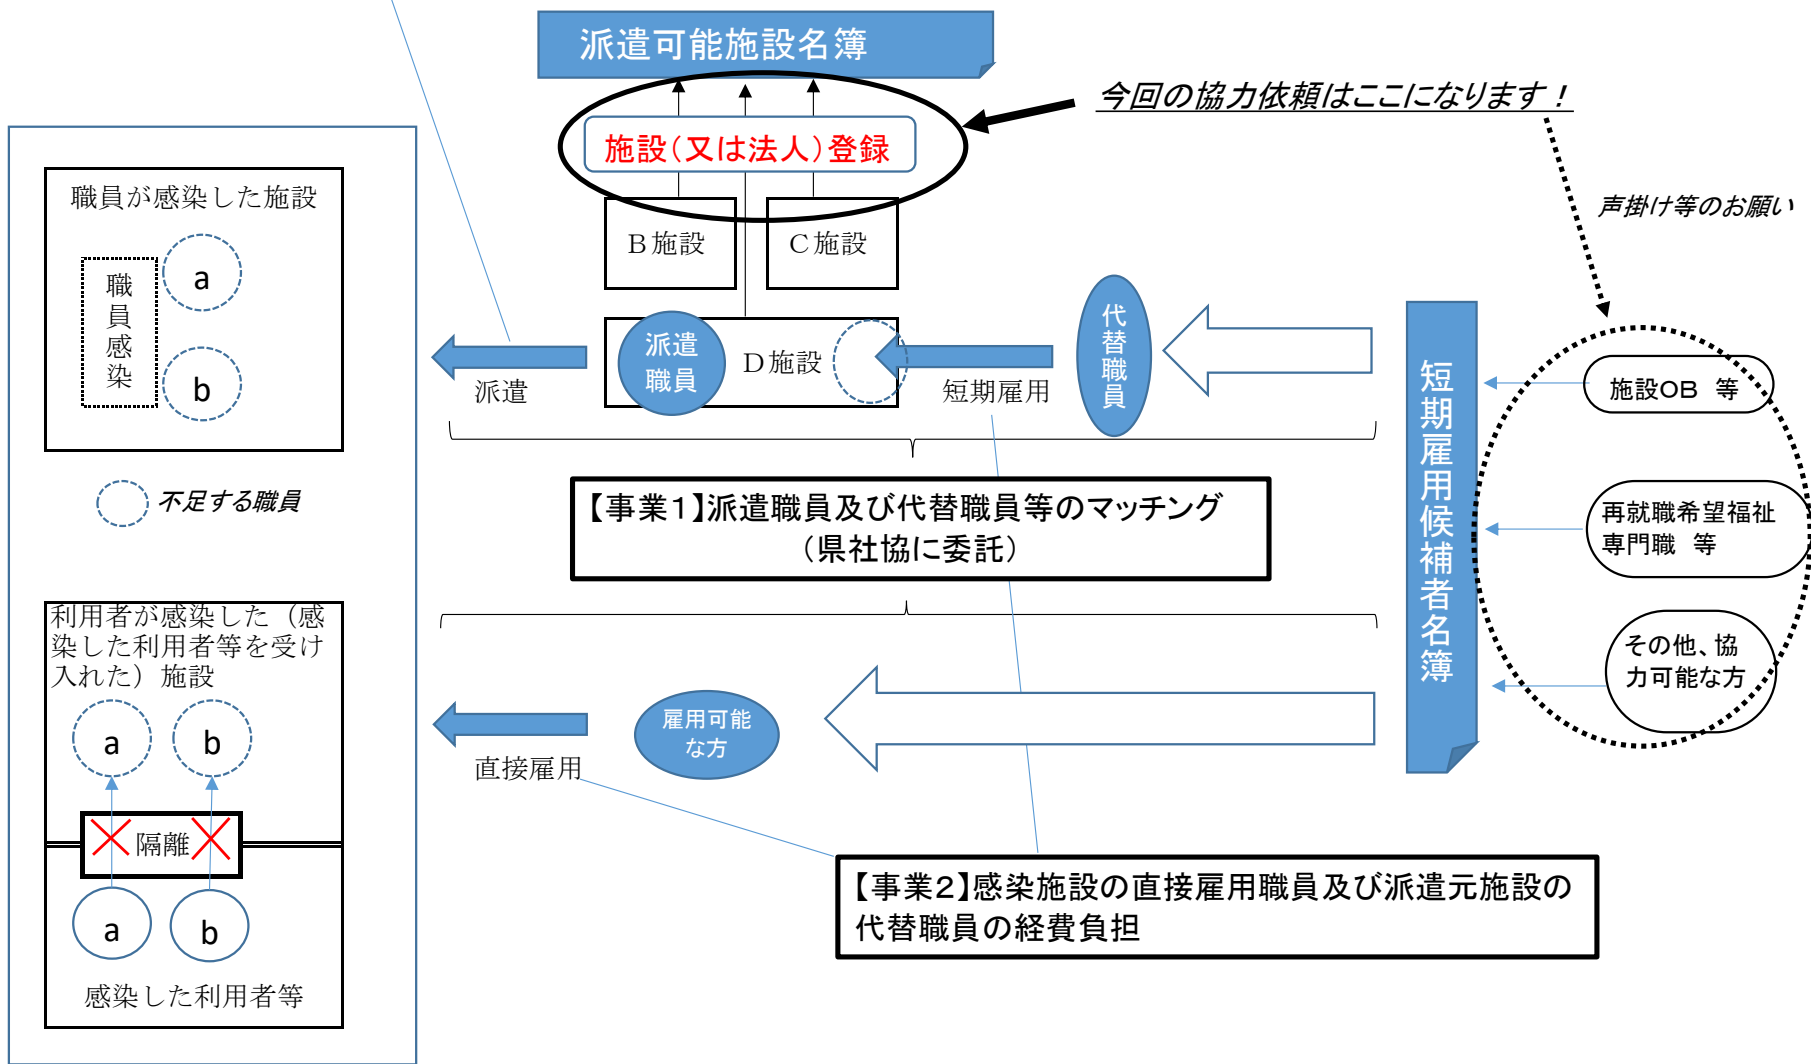 派遣可能施設名簿
今回の協力依頼はここになります！
施設（又は法人）登録
声掛け等のお願い
職員が感染した施設
職員感染
a
b
Ｂ施設
Ｃ施設
派遣
職員
Ｄ施設
代替職員
派遣
短期雇用
短期雇用候補者名簿
施設OB　等
再就職希望福祉
専門職　等
その他、協
力可能な方
不足する職員
【事業１】派遣職員及び代替職員等のマッチング
（県社協に委託）
利用者が感染した（感
染した利用者等を受け
入れた）施設
a
b
隔離
a
b
感染した利用者等
雇用可能
な方
直接雇用
【事業２】感染施設の直接雇用職員及び派遣元施設の
代替職員の経費負担